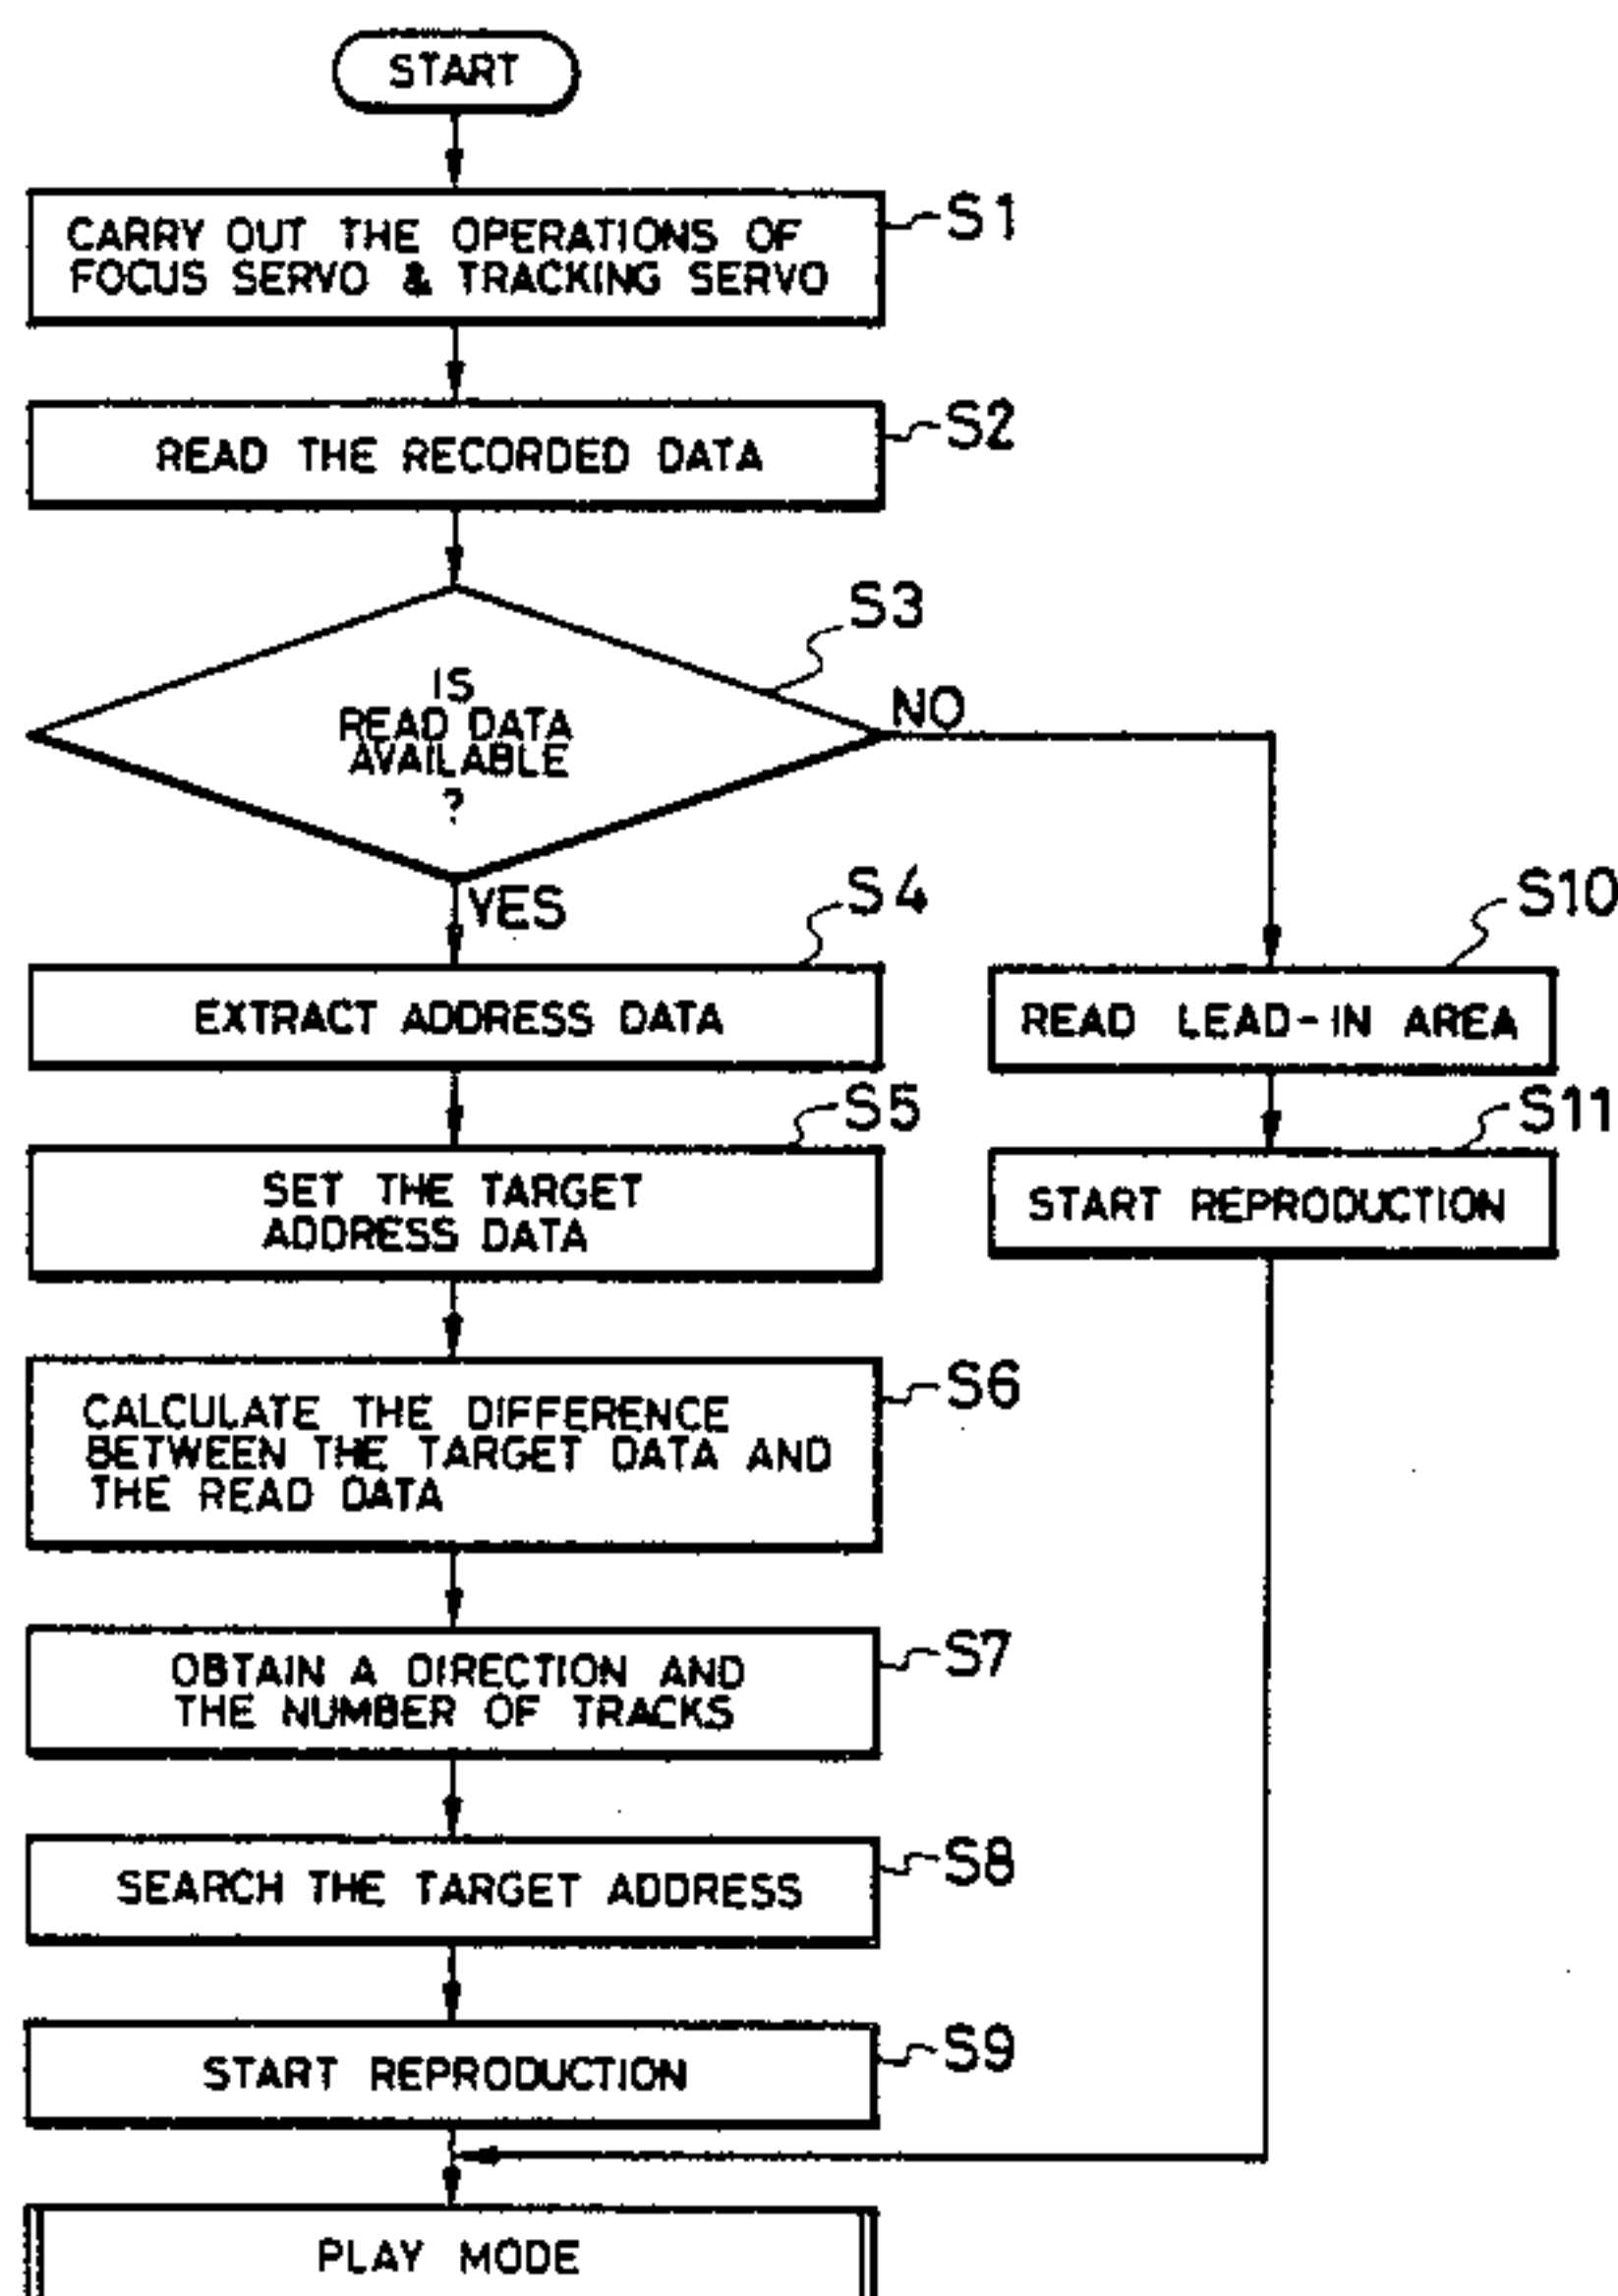 START
CARRY OUT THE OPERATIONS OF
FOCUS SERVO & TRACKING SERVO
S1
READ THE RECORDED DATA
S2
S3
IS
READ DATA
AVAILABLE
?
NO
YES
S4
EXTRACT ADDRESS DATA
S10
READ LEAD-IN AREA
S5
SET THE TARGET
ADDRESS DATA
S11
START REPRODUCTION
S6
CALCULATE THE DIFFERENCE
BETWEEN THE TARGET DATA AND
THE READ DATA
S7
OBTAIN A DIRECTION AND
THE NUMBER OF TRACKS
S8
SEARCH THE TARGET ADDRESS
S9
START REPRODUCTION
PLAY MODE